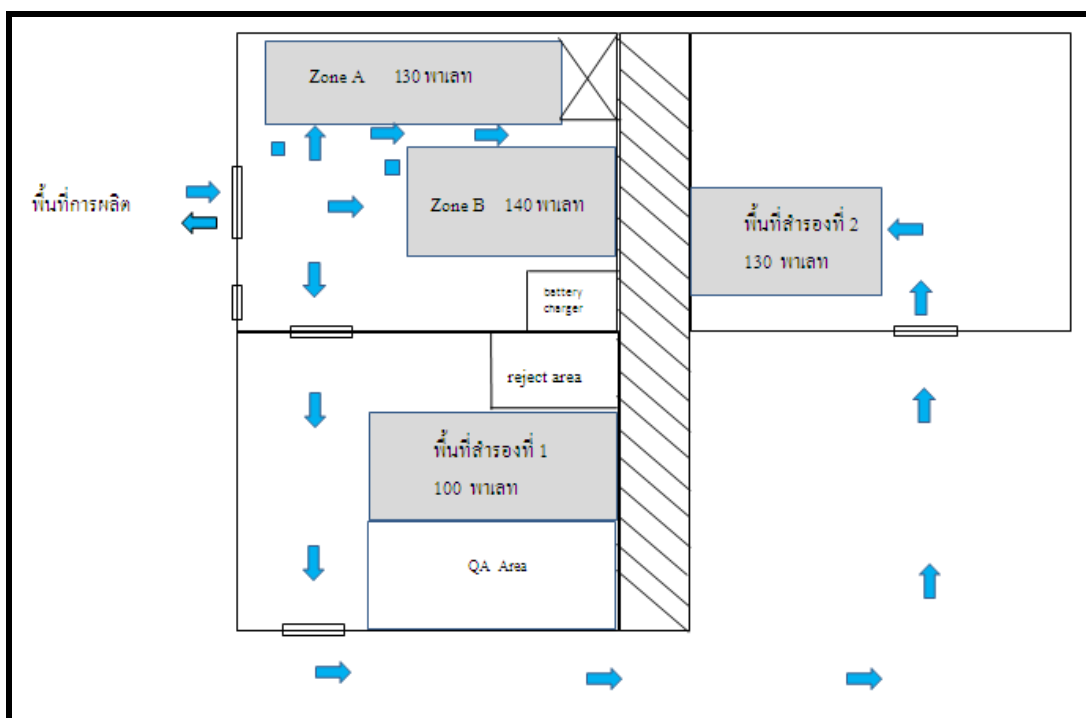 Zone A 130 พาเลท
พื้นที่การผลิต
Zone B 140 พาเลท
พื้นที่สำรองที่ 2
130 พาเลท
battery
charger
reject area
พื้นที่สำรองที่ 1
100 พาเลท
QA Area